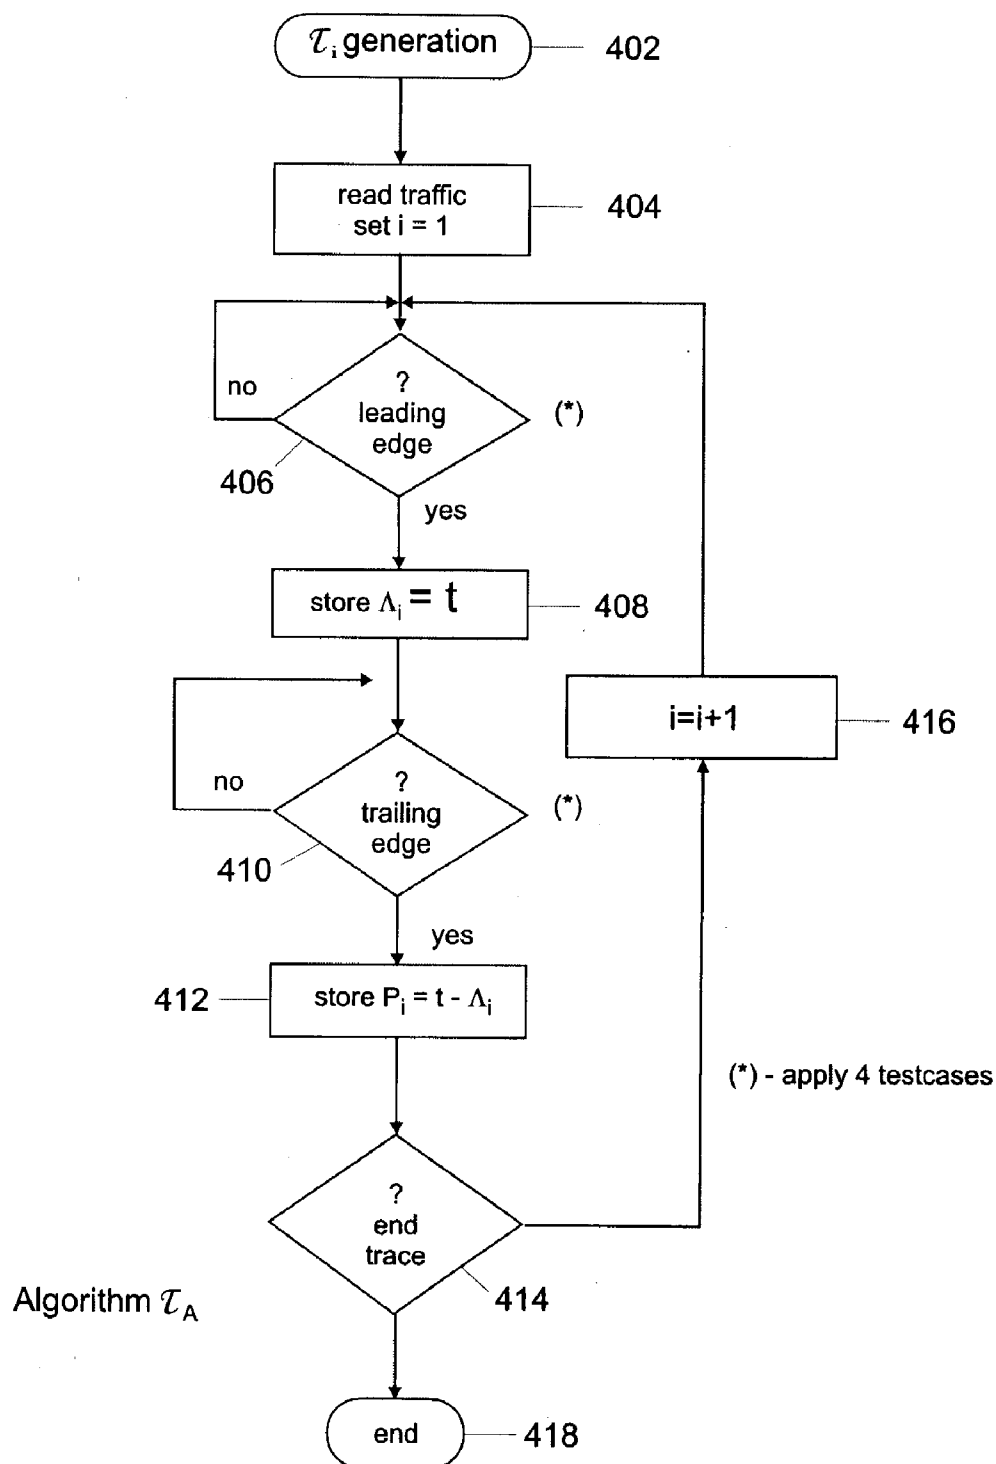 𝒯i generation
402
read traffic
set i = 1
404
no
?
leading
edge
(*)
406
yes
store Λi = t
408
i=i+1
416
no
?
trailing
edge
(*)
410
yes
412
store Pi = t - Λi
(*) - apply 4 testcases
?
end
trace
414
Algorithm 𝒯A
end
418